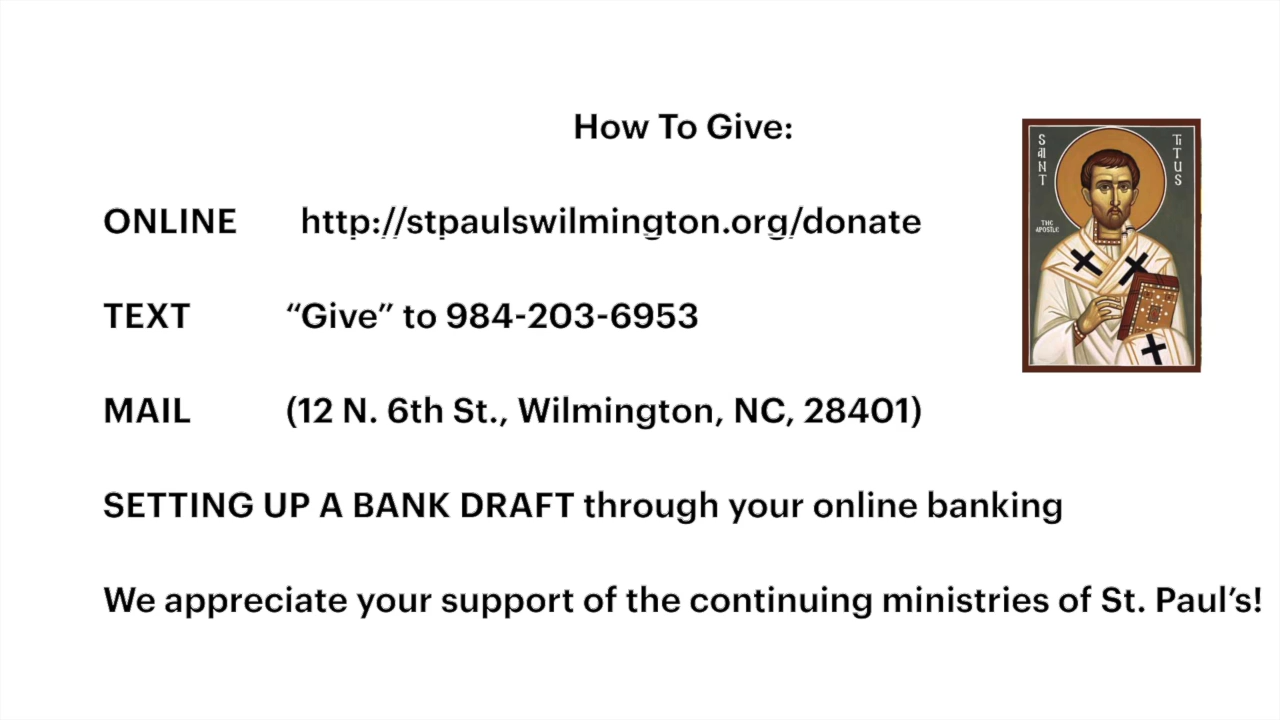 How To Give:
ONLINE http://stpaulswilmington.org/donate
TEXT “Give” to 984-203-6953
MAIL (12 N. 6th St., Wilmington, NC, 28401)
SETTING UP A BANK DRAFT through your online banking
We appreciate your support of the continuing ministries of St. Paul’s!
SAINT
TITUS
THE
APOSTLE